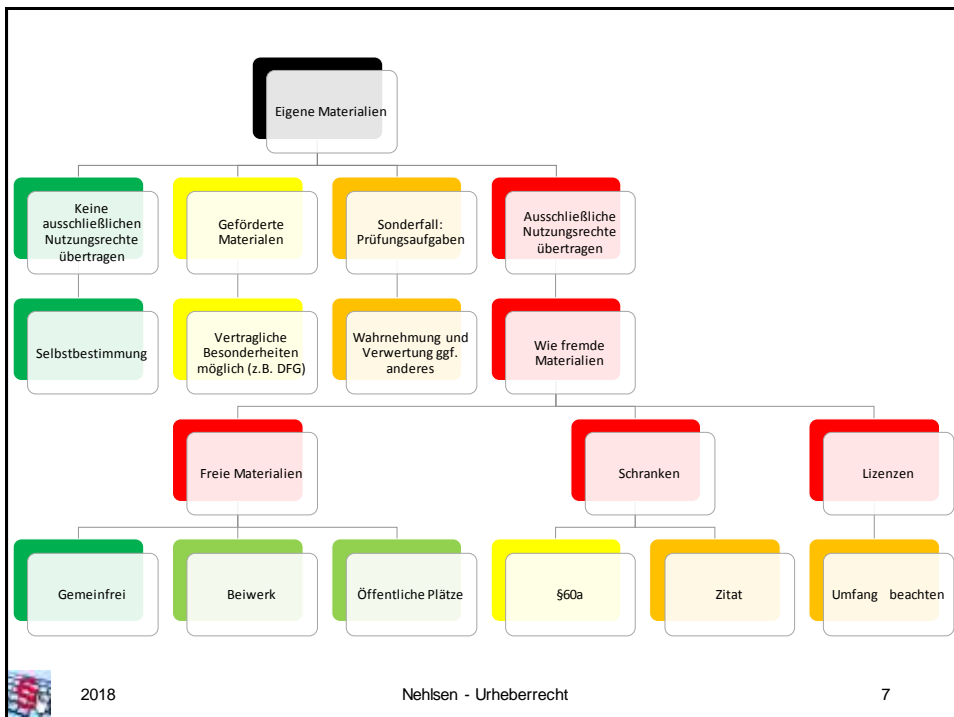 Eigene Materialien
Keine
ausschließlichen
Nutzungsrechte
übertragen
Geförderte
Materialen
Sonderfall:
Prüfungsaufgaben
Ausschließliche
Nutzungsrechte
übertragen
Selbstbestimmung
Vertragliche
Besonderheiten
möglich (z.B. DFG)
Wahrnehmung und
Verwertung ggf.
anderes
Wie fremde
Materialien
Freie Materialien
Schranken
Lizenzen
Gemeinfrei
Beiwerk
Öffentliche Plätze
§60a
Zitat
Umfang beachten
2018
Nehlsen - Urheberrecht
7